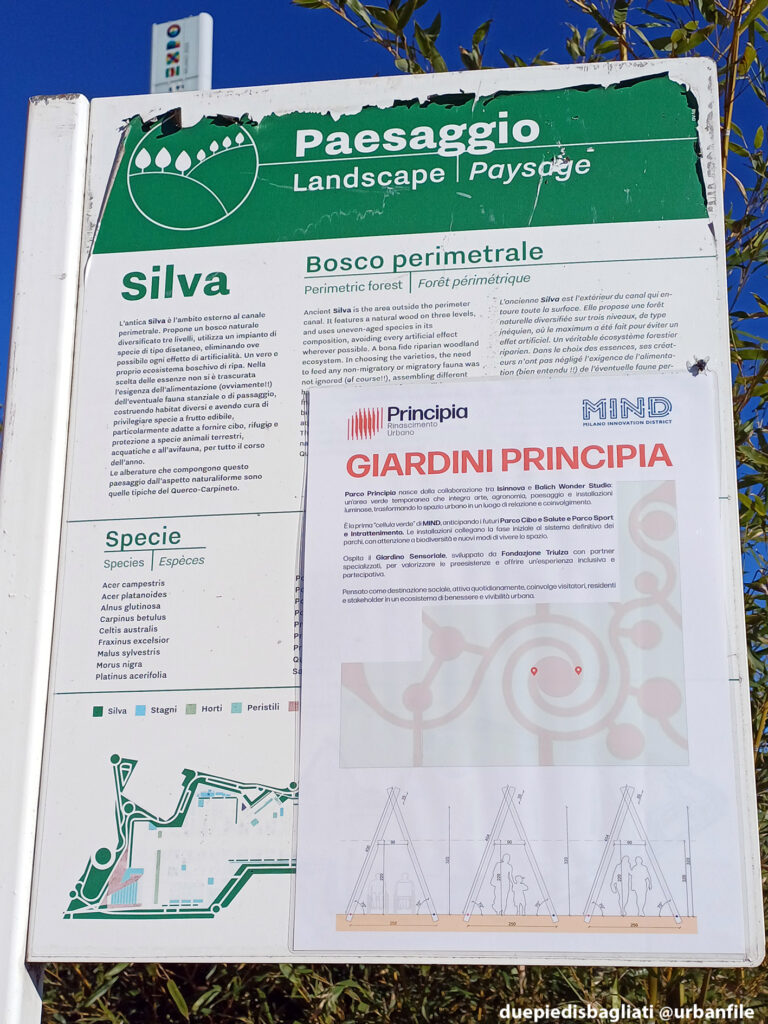 EXPO
Paesaggio
Landscape | Paysage
Silva
L'antica Silva è l'ambito esterno al canale
perimetrale. Propone un bosco naturale
diversificato tre livelli, utilizza un impianto di
specie di tipo disetaneo, eliminando ove
possibile ogni effetto di artificialità. Un vero e
proprio ecosistema boschivo di ripa. Nella
scelta delle essenze non si è trascurata
l'esigenza dell'alimentazione (ovviamente!!)
dell'eventuale fauna stanziale o di passaggio,
costruendo habitat diversi e avendo cura di
privilegiare specie a frutto edibile,
particolarmente adatte a fornire cibo, rifugio e
protezione a specie animali terrestri,
acquatiche e all'avifauna, per tutto il corso
dell'anno.
Le alberature che compongono questo
paesaggio dall'aspetto naturaliforme sono
quelle tipiche del Querco-Carpineto.
Bosco perimetrale
Perimetric forest | Forêt périmétrique
Ancient Silva is the area outside the perimeter
canal. It features a natural wood on three levels,
and uses uneven-aged species in its
composition, avoiding every artificial effect
wherever possible. A bona fide riparian woodland
ecosystem. In choosing the varieties, the need
to feed any non-migratory or migratory fauna was
not ignored (of course!!), assembling different
L'ancienne Silva est l'extérieur du canal qui en-
toure toute la surface. Elle propose une forêt
naturelle diversifiée sur trois niveaux, de type
inéquien, où le maximum a été fait pour éviter un
effet artificiel. Un véritable écosystème forestier
riparien. Dans le choix des essences, ses créat-
eurs n'ont pas négligé l'exigence de l'alimenta-
tion (bien entendu !!) de l'éventuelle faune per-
Specie
Species | Espèces
Acer campestris
Acer platanoides
Alnus glutinosa
Carpinus betulus
Celtis australis
Fraxinus excelsior
Malus sylvestris
Morus nigra
Platinus acerifolia
Silva Stagni Horti Peristili
Principia
Rinascimento
Urbano
MIND
MILANO INNOVATION DISTRICT
GIARDINI PRINCIPIA
Parco Principia nasce dalla collaborazione tra Isinnova e Balich Wonder Studio:
un'area verde temporanea che integra arte, agronomia, paesaggio e installazioni
luminose, trasformando lo spazio urbano in un luogo di relazione e coinvolgimento.
È la prima "cellula verde" di MIND, anticipando i futuri Parco Cibo e Salute e Parco Sport
e Intrattenimento. Le installazioni collegano la fase iniziale al sistema definitivo dei
parchi, con attenzione a biodiversità e nuovi modi di vivere lo spazio.
Ospita il Giardino Sensoriale, sviluppato da Fondazione Triulza con partner
specializzati, per valorizzare le preesistenze e offrire un'esperienza inclusiva e
partecipativa.
Pensato come destinazione sociale, attiva quotidianamente, coinvolge visitatori, residenti
e stakeholder in un ecosistema di benessere e vivibilità urbana.
90 90 90
220 220 220
250 250 250
duepiedisbagliati @urbanfile